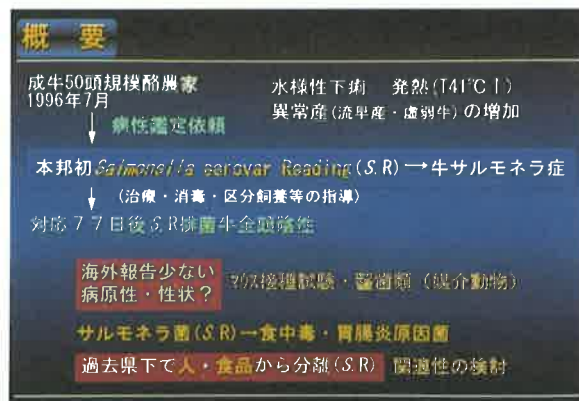 概　要
成牛50頭規模酪農家　水様性下痢　発熱(T41℃↑)
1996年7月　異常産(流早産・虚弱牛)の増加
↓　病性鑑定依頼
本邦初Salmonella serovar Reading(S.R)→牛サルモネラ症
↓　(治療・消毒・区分飼養等の指導)
対応77日後S.R排菌牛全頭陰性
海外報告少ない
病原性・性状？　マウス接種試験・齧歯類（媒介動物）
サルモネラ菌(S.R)→食中毒・胃腸炎原因菌
過去県下で人・食品から分離(S.R)　関連性の検討